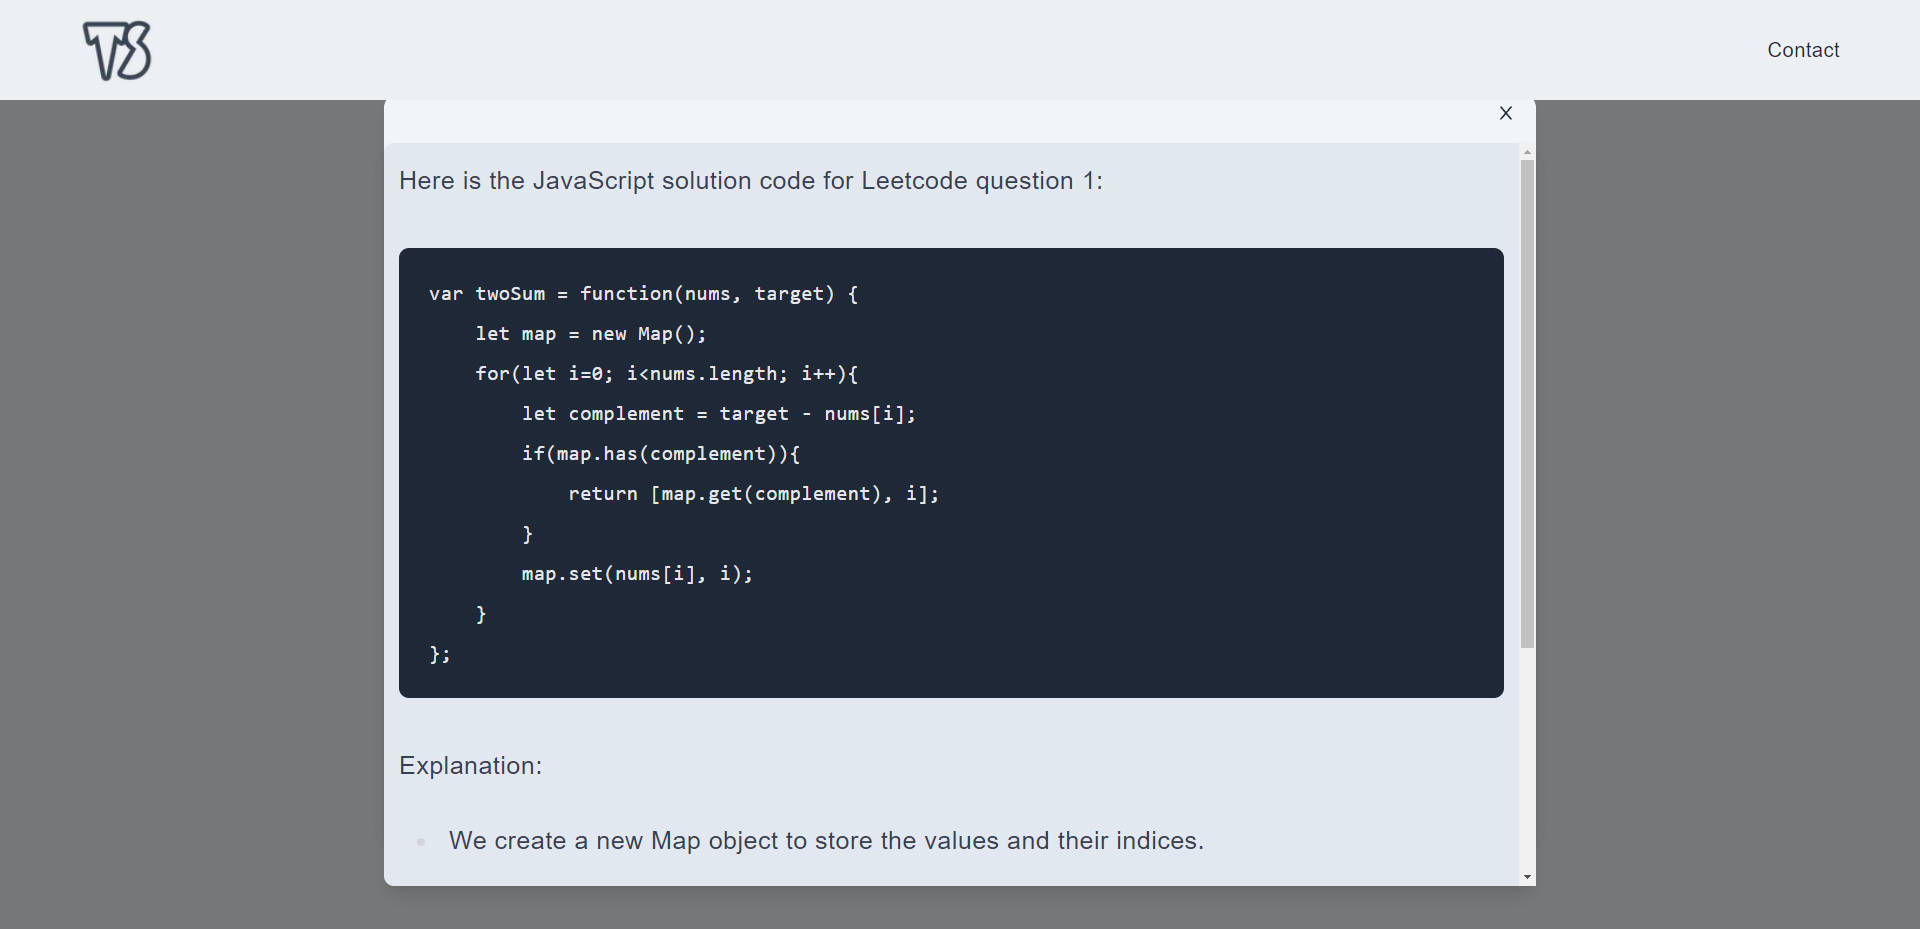 TS
Contact
X
Here is the JavaScript solution code for Leetcode question 1:
var twoSum = function(nums, target) {
    let map = new Map();
    for(let i=0; i<nums.length; i++){
        let complement = target - nums[i];
        if(map.has(complement)){
            return [map.get(complement), i];
        }
        map.set(nums[i], i);
    }
};
Explanation:
We create a new Map object to store the values and their indices.